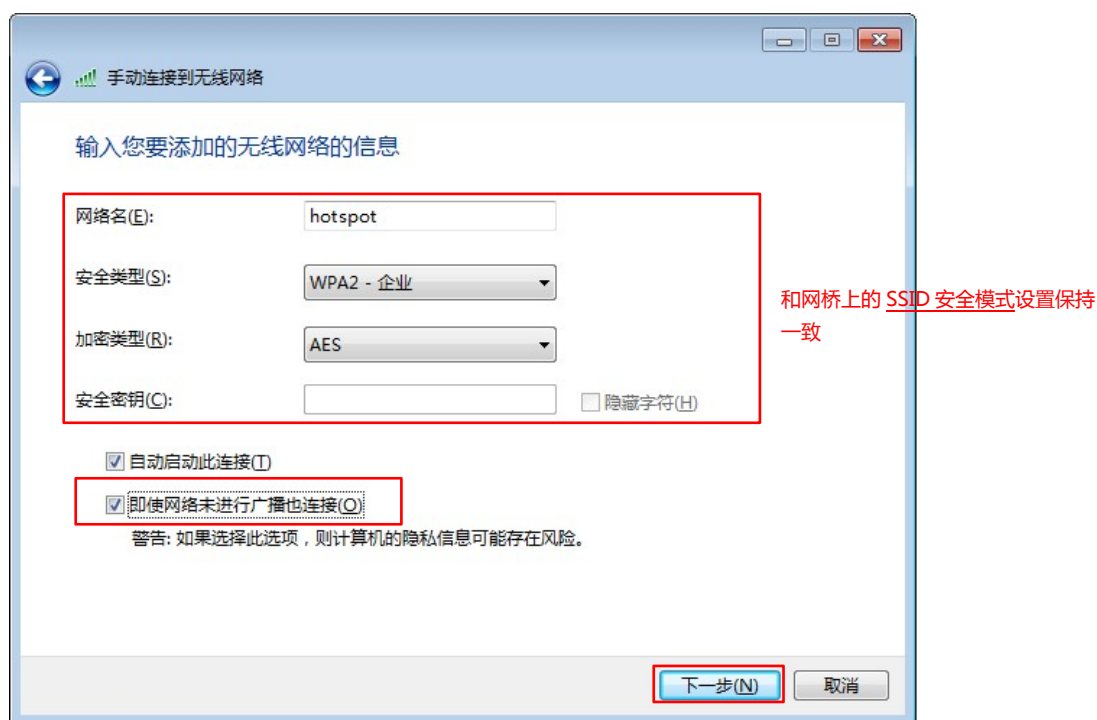 手动连接到无线网络
输入您要添加的无线网络的信息
网络名(E):
hotspot
安全类型(S):
WPA2 - 企业
加密类型(R):
AES
安全密钥(C):
隐藏字符(H)
和网桥上的 SSID 安全模式设置保持
一致
自动启动此连接(T)
即使网络未进行广播也连接(O)
警告: 如果选择此选项，则计算机的隐私信息可能存在风险。
下一步(N)
取消